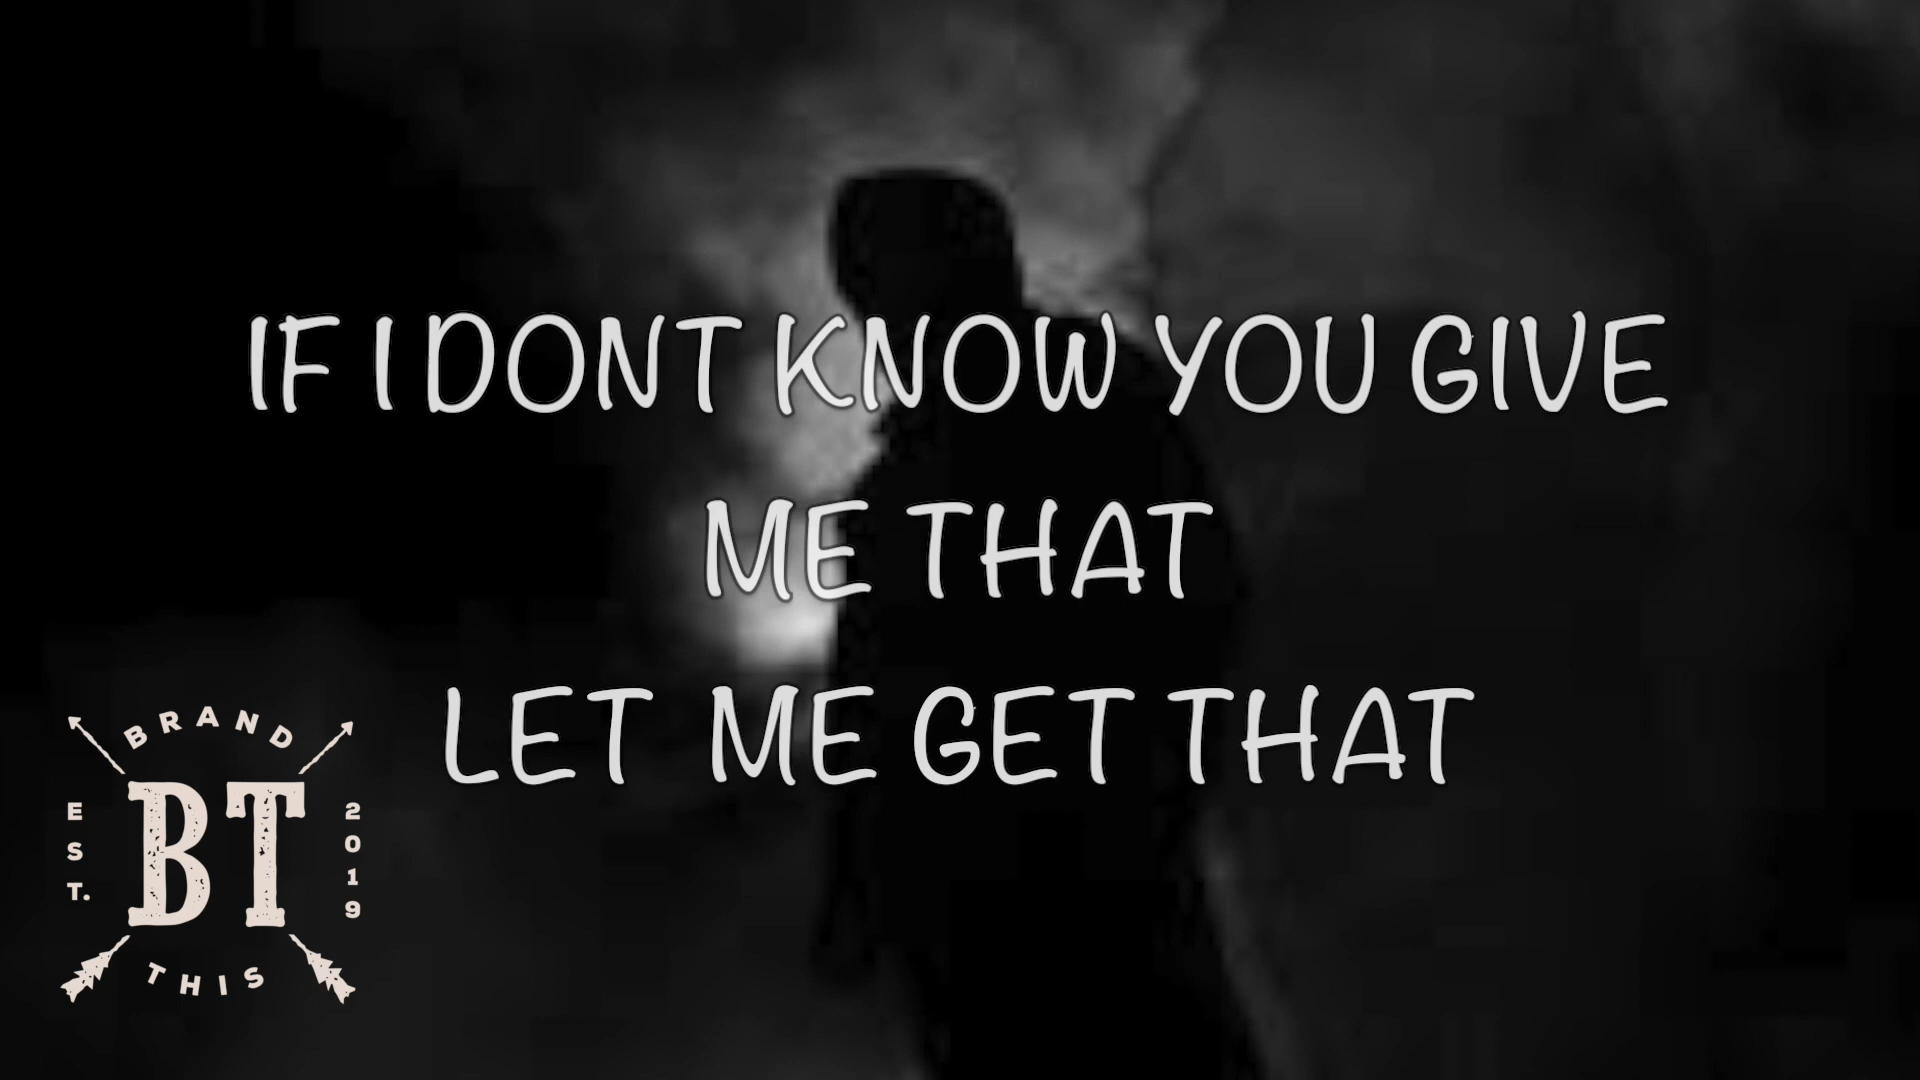 IF I DONT KNOW YOU GIVE
ME THAT
LET ME GET THAT
BRAND
EST.
BT
2019
THIS